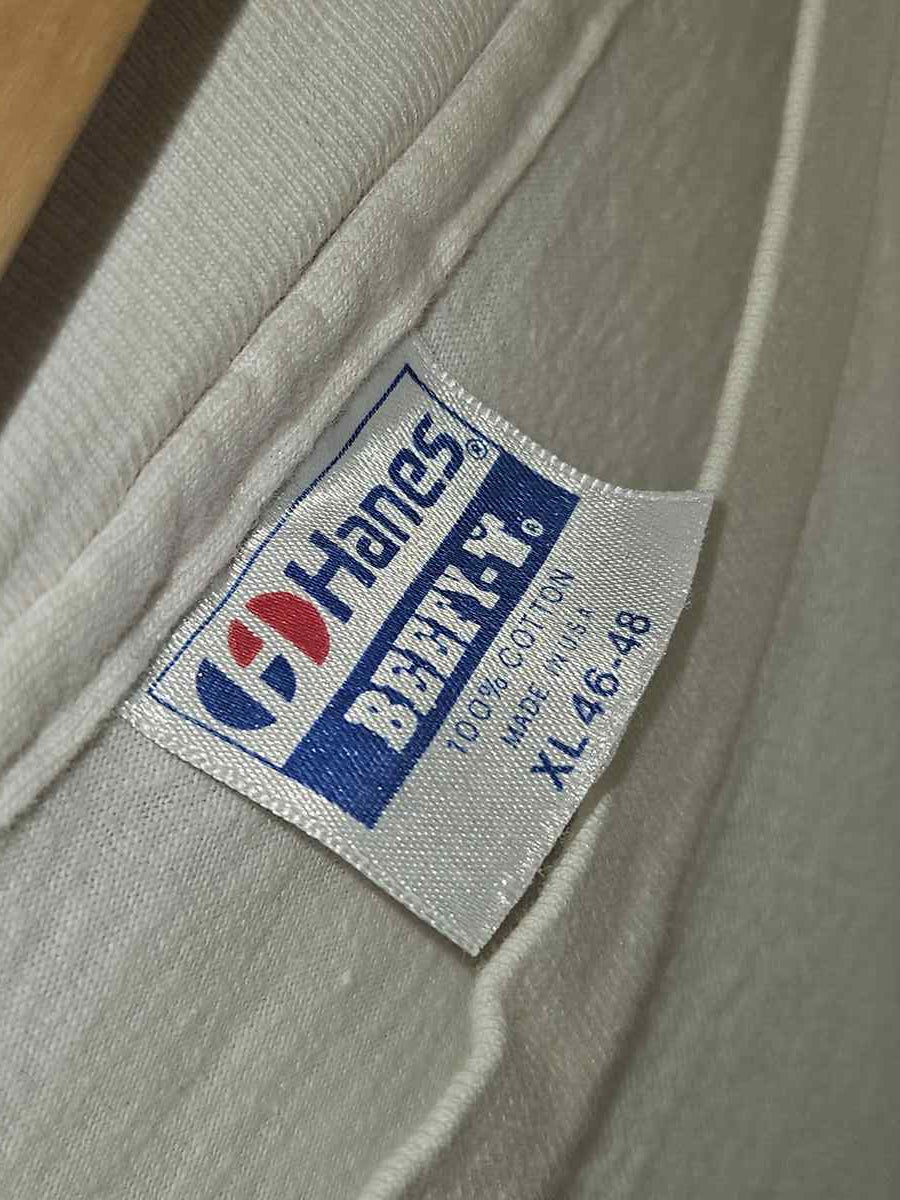 Hanes®
BEEFY-T®
100% COTTON
MADE IN USA
XL 46-48